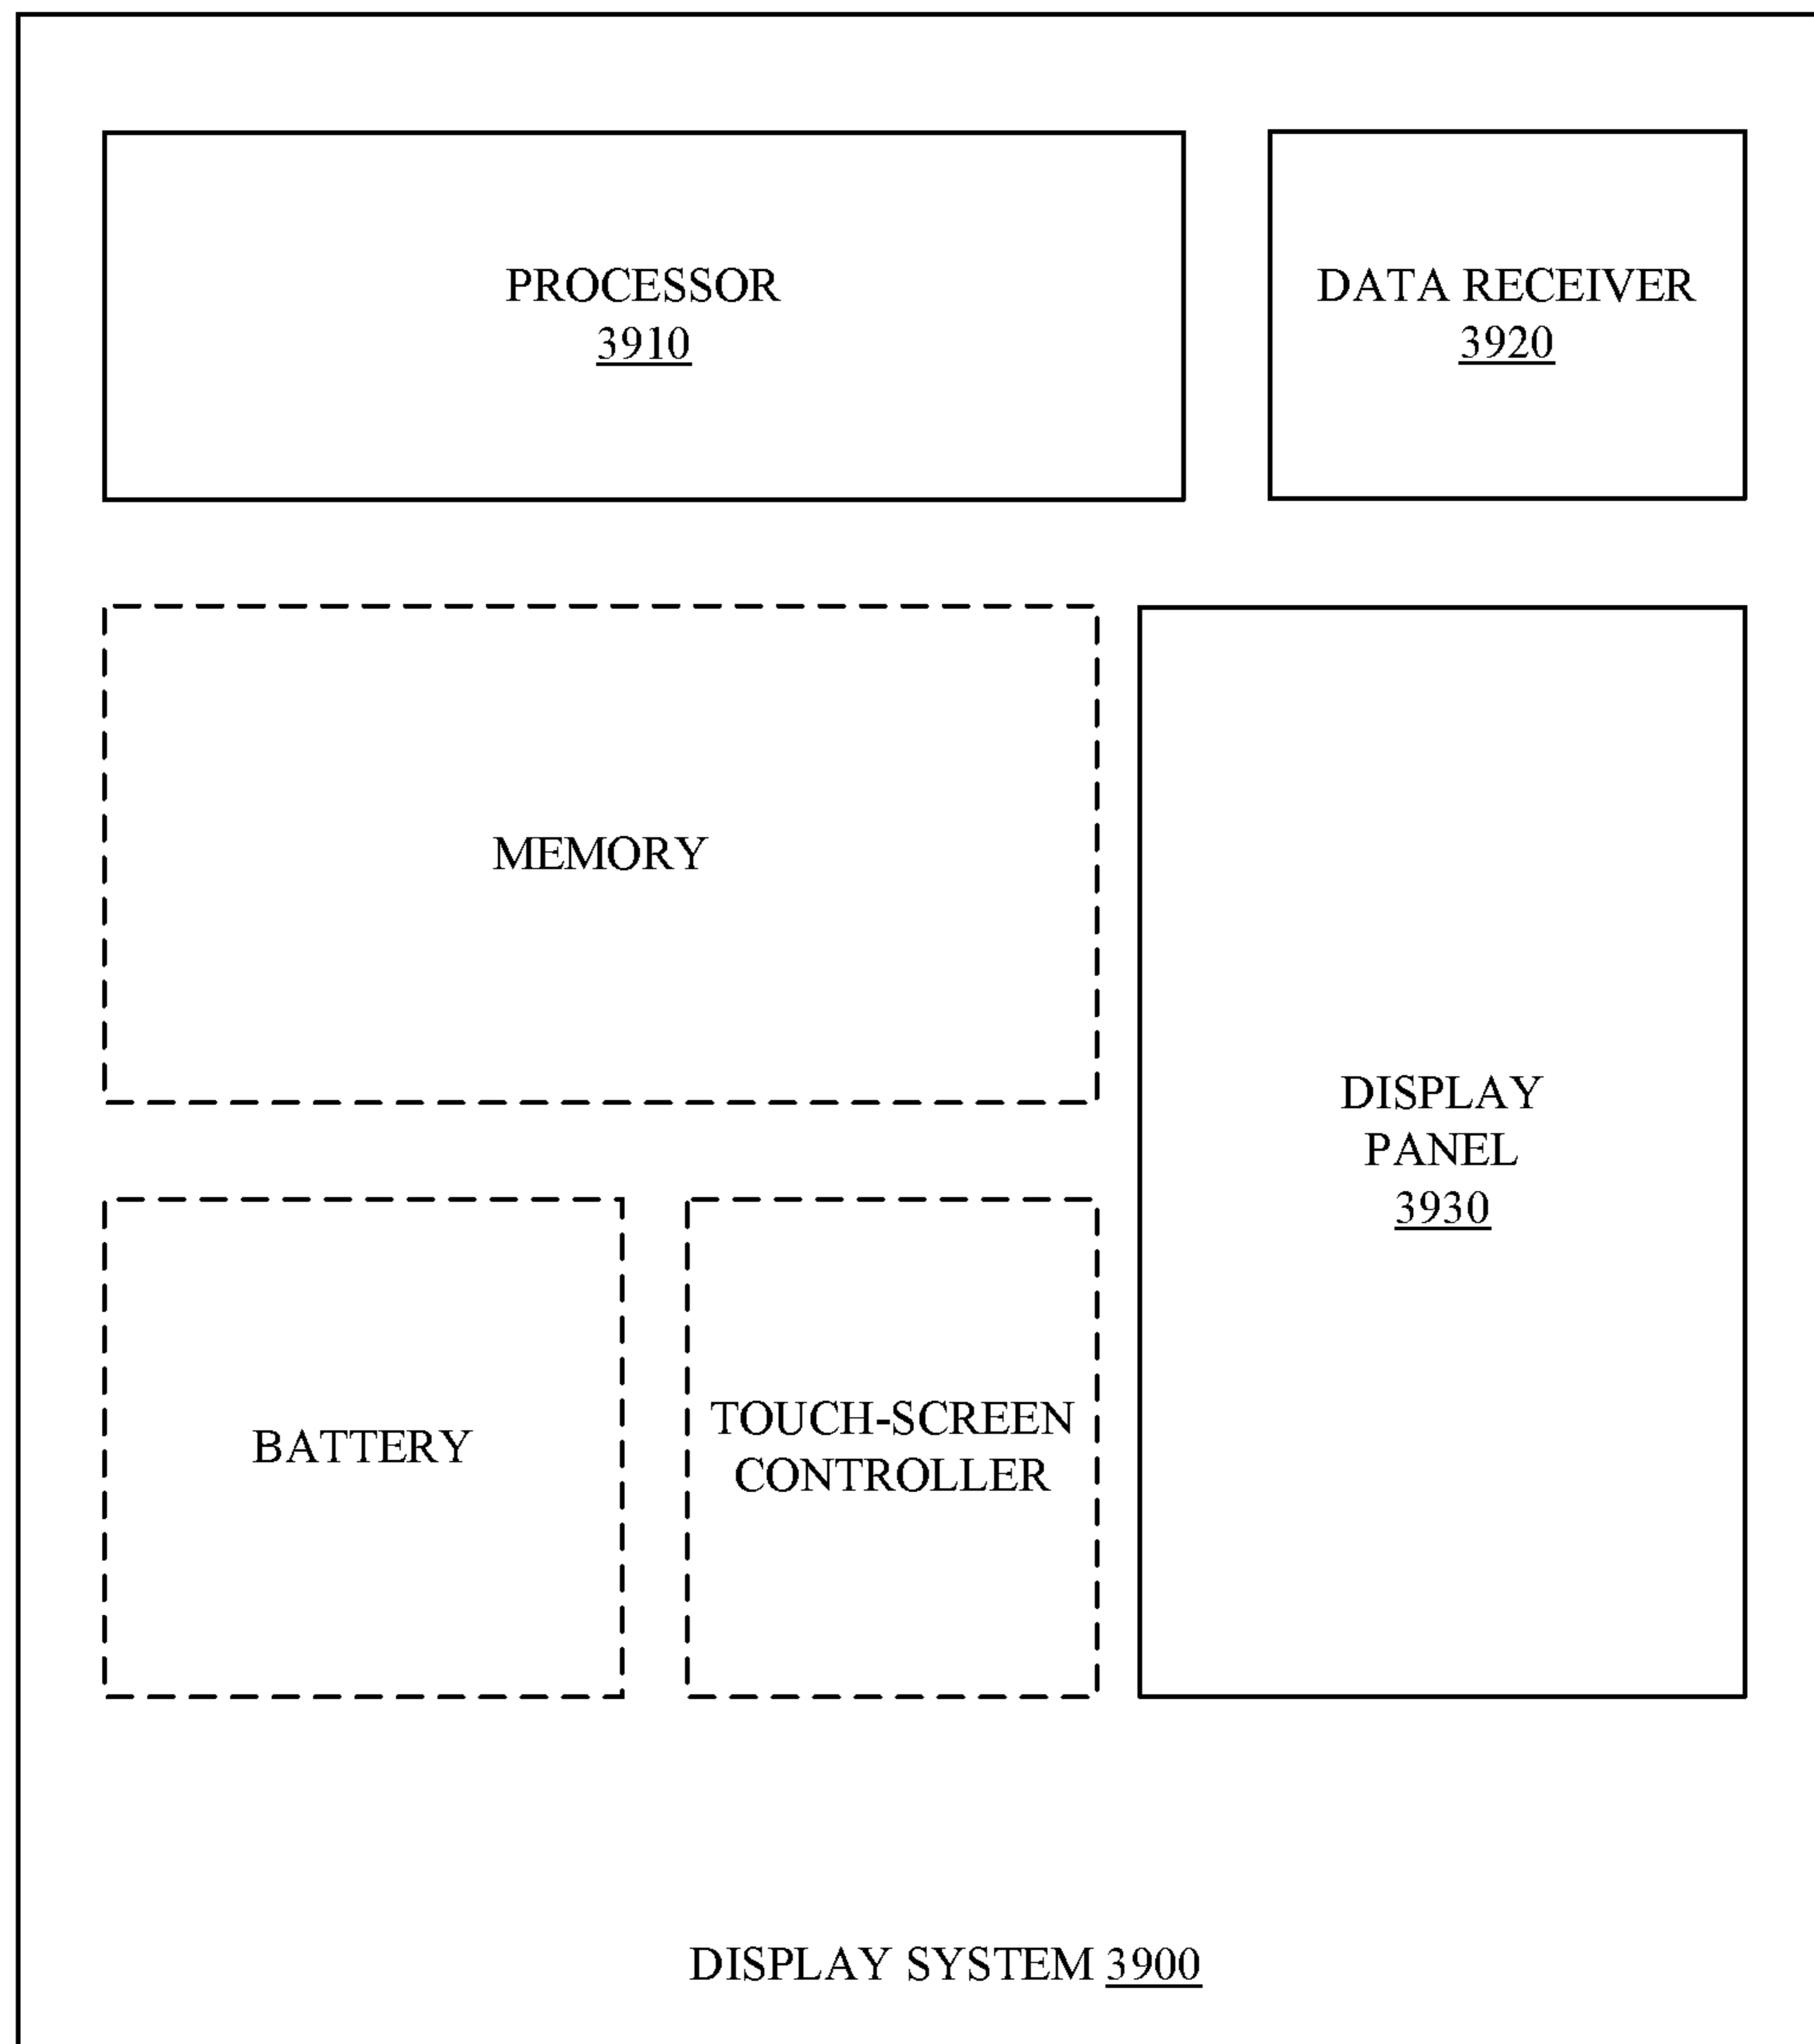 PROCESSOR
3910
DATA RECEIVER
3920
MEMORY
DISPLAY
PANEL
3930
BATTERY
TOUCH-SCREEN
CONTROLLER
DISPLAY SYSTEM 3900